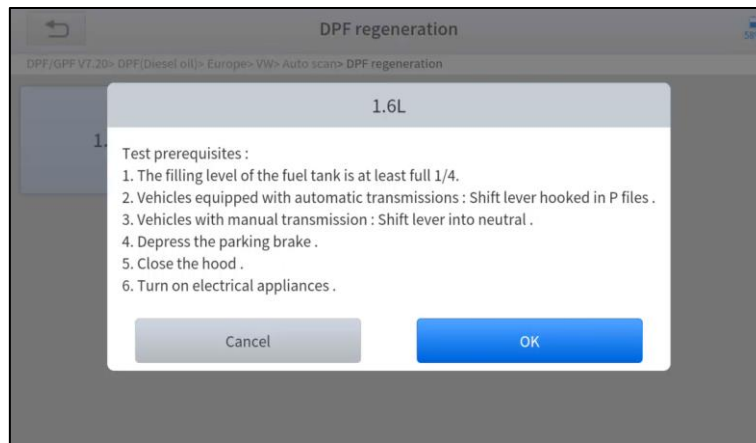 DPF regeneration
58%
DPF/GPF V7.20> DPF(Diesel oil)> Europe> VW> Auto scan> DPF regeneration
1.6L
1.
Test prerequisites :
1. The filling level of the fuel tank is at least full 1/4.
2. Vehicles equipped with automatic transmissions : Shift lever hooked in P files .
3. Vehicles with manual transmission : Shift lever into neutral .
4. Depress the parking brake .
5. Close the hood .
6. Turn on electrical appliances .
Cancel
OK